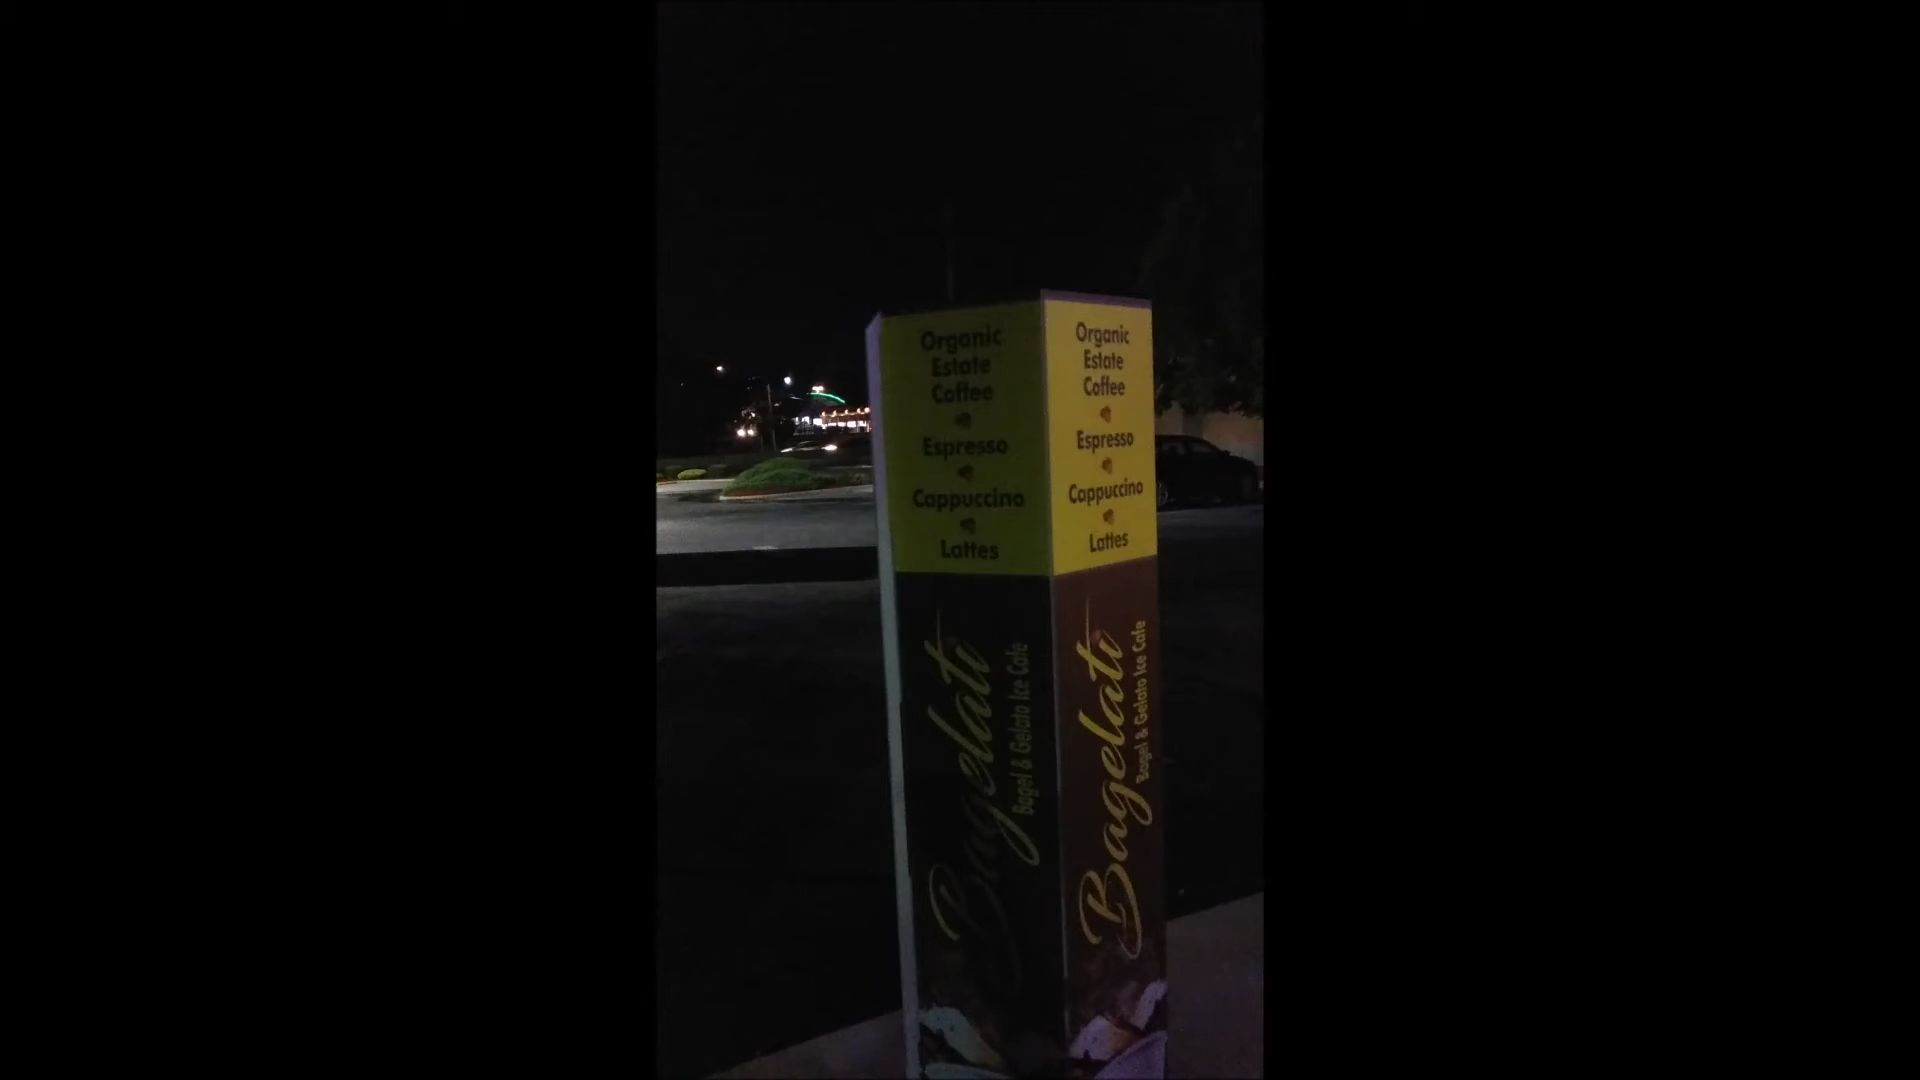 Organic
Estate
Coffee
Espresso
Cappuccino
Lattes
Bagelati
Bagel & Gelato Ice Cafe
Organic
Estate
Coffee
Espresso
Cappuccino
Lattes
Bagelati
Bagel & Gelato Ice Cafe